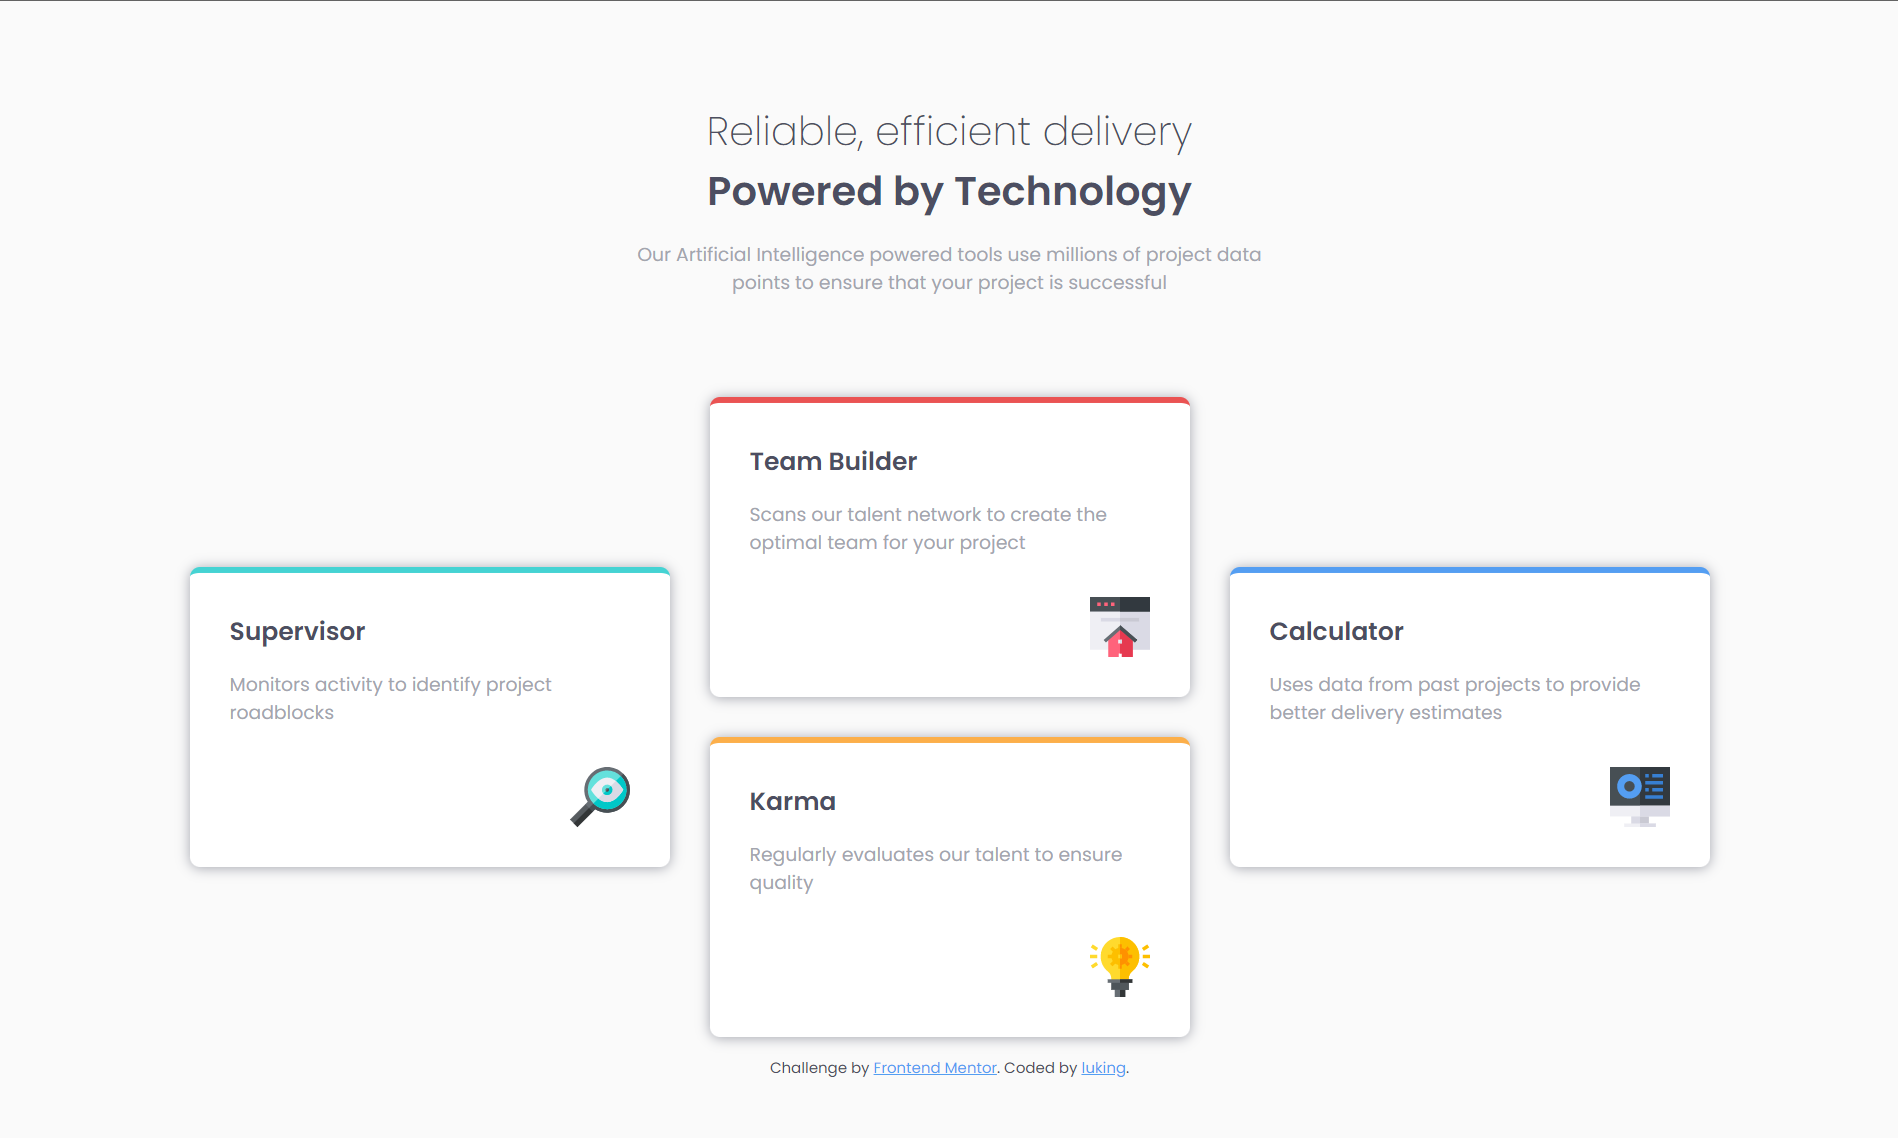 Reliable, efficient delivery
Powered by Technology
Our Artificial Intelligence powered tools use millions of project data
points to ensure that your project is successful
Supervisor
Monitors activity to identify project
roadblocks
Team Builder
Scans our talent network to create the
optimal team for your project
Karma
Regularly evaluates our talent to ensure
quality
Calculator
Uses data from past projects to provide
better delivery estimates
Challenge by Frontend Mentor. Coded by luking.